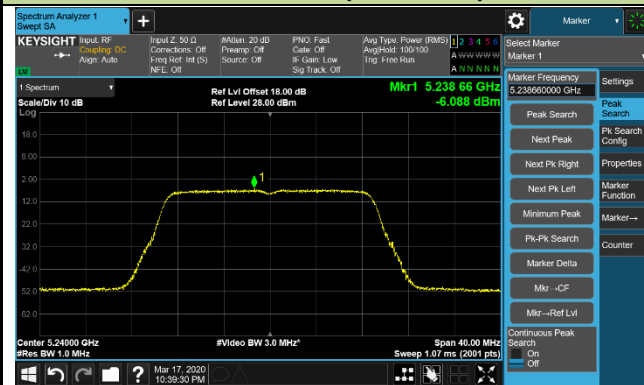 Spectrum Analyzer 1
Swept SA
KEYSIGHT
Input: RF
Coupling: DC
Align: Auto
Input Z: 50 Ω
Corrections: Off
Freq Ref: Int (S)
NFE: Off
#Atten: 20 dB
Preamp: Off
Source: Off
PNO: Fast
Gate: Off
IF Gain: Low
Sig Track: Off
Avg Type: Power (RMS)
Avg|Hold: 100/100
Trig: Free Run
1 2 3 4 5 6
A W W W W W
A N N N N N
LXI
1 Spectrum
Scale/Div 10 dB
Log
Ref Lvl Offset 18.00 dB
Ref Level 28.00 dBm
Mkr1 5.238 66 GHz
-6.088 dBm
18.0
8.00
-2.00
-12.0
-22.0
-32.0
-42.0
-52.0
-62.0
1
Center 5.24000 GHz
#Res BW 1.0 MHz
#Video BW 3.0 MHz*
Span 40.00 MHz
Sweep 1.07 ms (2001 pts)
Mar 17, 2020
10:39:30 PM
Marker
Select Marker
Marker 1
Marker Frequency
5.238660000 GHz
Peak Search
Next Peak
Next Pk Right
Next Pk Left
Minimum Peak
Pk-Pk Search
Marker Delta
Mkr→CF
Mkr→Ref Lvl
Continuous Peak
Search
On
Off
Settings
Peak
Search
Pk Search
Config
Properties
Marker
Function
Marker→
Counter